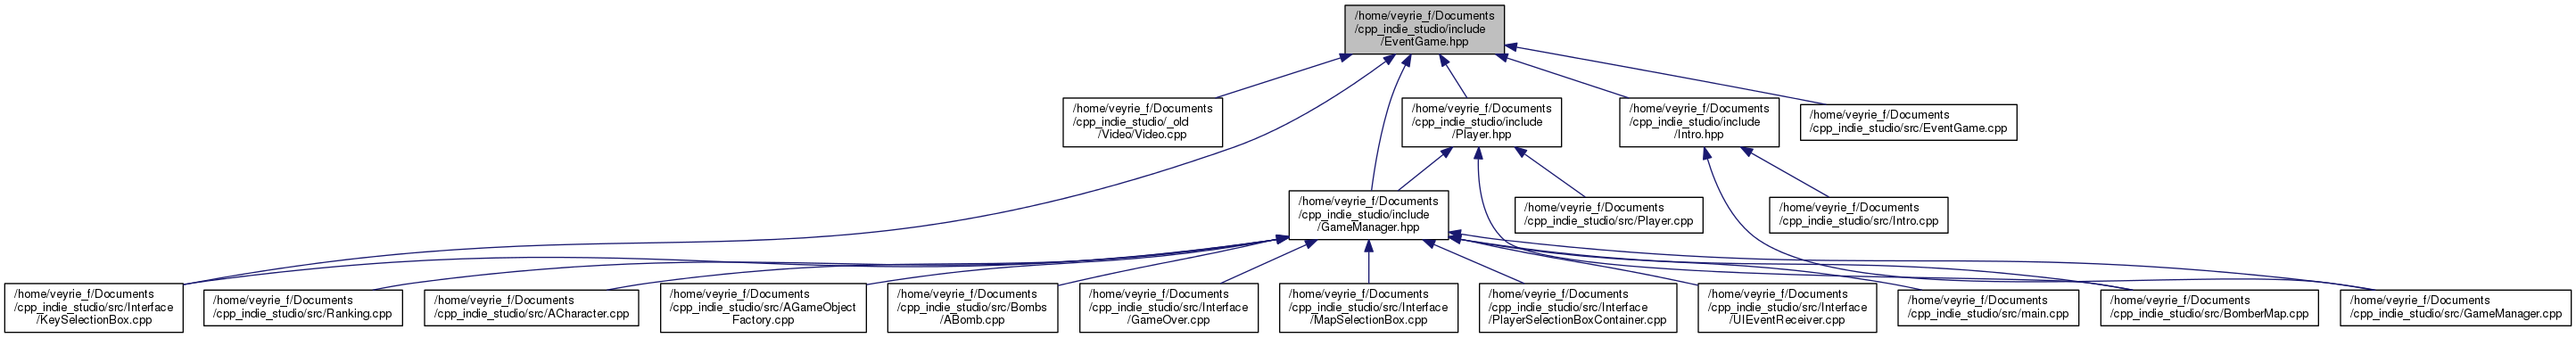 /home/veyrie_f/Documents
/cpp_indie_studio/include
/EventGame.hpp
/home/veyrie_f/Documents
/cpp_indie_studio/_old
/Video/Video.cpp
/home/veyrie_f/Documents
/cpp_indie_studio/include
/Player.hpp
/home/veyrie_f/Documents
/cpp_indie_studio/include
/Intro.hpp
/home/veyrie_f/Documents
/cpp_indie_studio/src/EventGame.cpp
/home/veyrie_f/Documents
/cpp_indie_studio/include
/GameManager.hpp
/home/veyrie_f/Documents
/cpp_indie_studio/src/Player.cpp
/home/veyrie_f/Documents
/cpp_indie_studio/src/Intro.cpp
/home/veyrie_f/Documents
/cpp_indie_studio/src/Interface
/KeySelectionBox.cpp
/home/veyrie_f/Documents
/cpp_indie_studio/src/Ranking.cpp
/home/veyrie_f/Documents
/cpp_indie_studio/src/ACharacter.cpp
/home/veyrie_f/Documents
/cpp_indie_studio/src/AGameObject
Factory.cpp
/home/veyrie_f/Documents
/cpp_indie_studio/src/Bombs
/ABomb.cpp
/home/veyrie_f/Documents
/cpp_indie_studio/src/Interface
/GameOver.cpp
/home/veyrie_f/Documents
/cpp_indie_studio/src/Interface
/MapSelectionBox.cpp
/home/veyrie_f/Documents
/cpp_indie_studio/src/Interface
/PlayerSelectionBoxContainer.cpp
/home/veyrie_f/Documents
/cpp_indie_studio/src/Interface
/UIEventReceiver.cpp
/home/veyrie_f/Documents
/cpp_indie_studio/src/main.cpp
/home/veyrie_f/Documents
/cpp_indie_studio/src/BomberMap.cpp
/home/veyrie_f/Documents
/cpp_indie_studio/src/GameManager.cpp